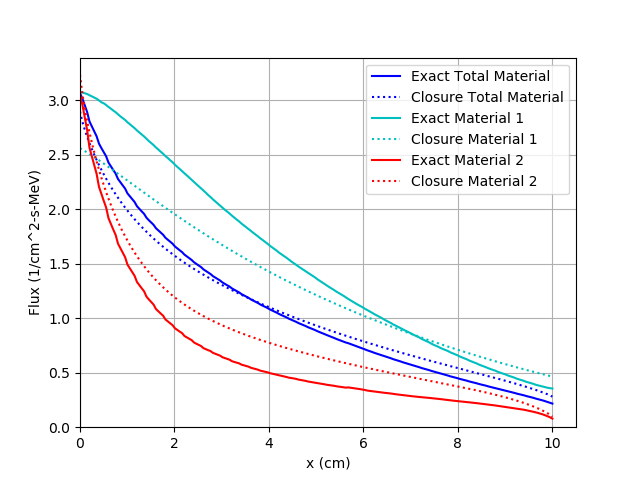 Exact Total Material
Closure Total Material
Exact Material 1
Closure Material 1
Exact Material 2
Closure Material 2
Flux (1/cm^2-s-MeV)
3.0
2.5
2.0
1.5
1.0
0.5
0.0
0 2 4 6 8 10
x (cm)